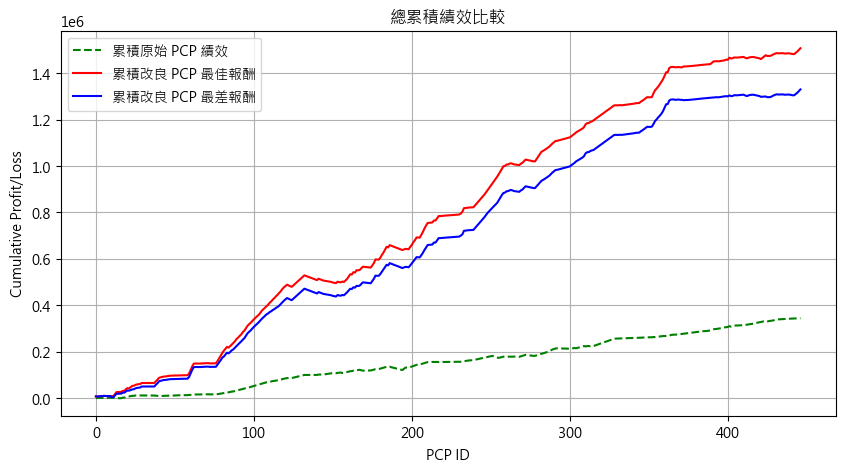 總累積績效比較
1e6
累積原始 PCP 績效
累積改良 PCP 最佳報酬
累積改良 PCP 最差報酬
Cumulative Profit/Loss
1.4
1.2
1.0
0.8
0.6
0.4
0.2
0.0
0 100 200 300 400
PCP ID